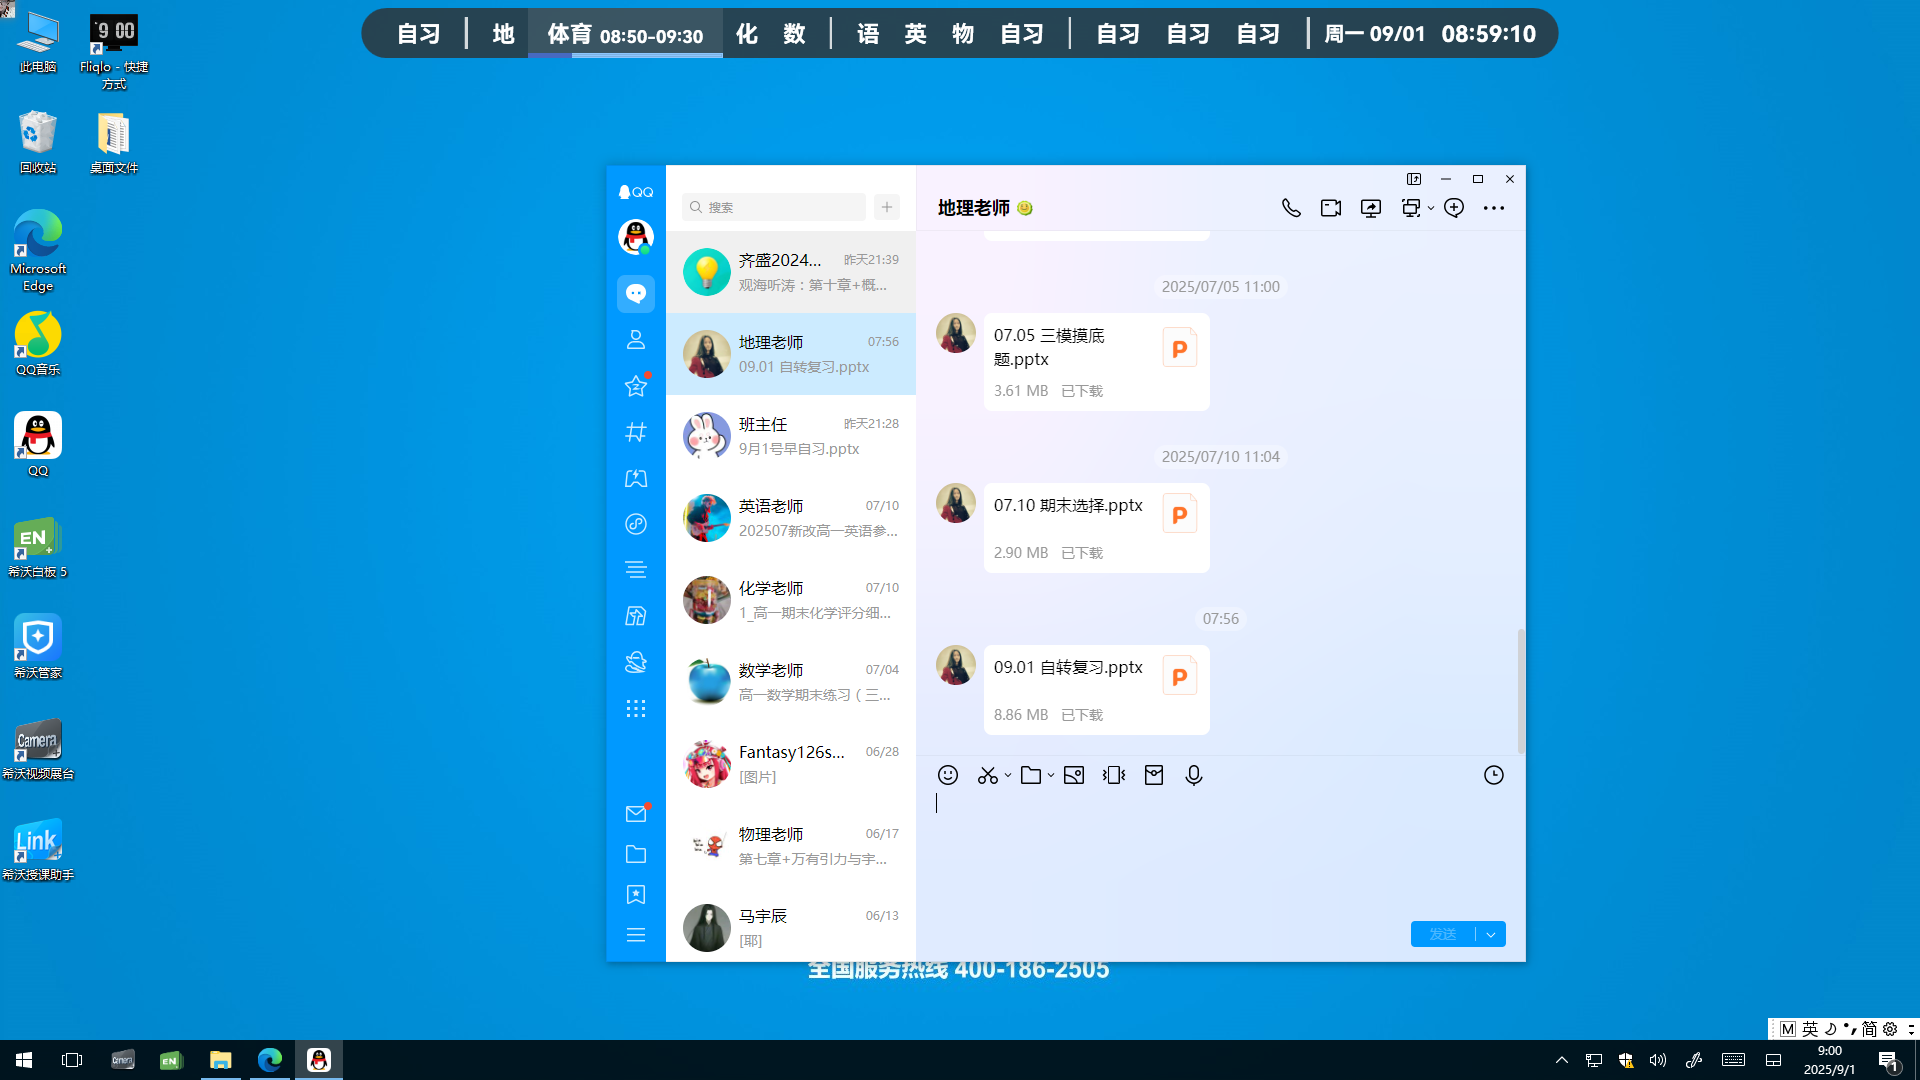 自习 | 地 体育 08:50-09:30 化 数 | 语 英 物 自习 | 自习 自习 自习 | 周一 09/01 08:59:10
此电脑
9 00
Fliqlo - 快捷
方式
回收站
桌面文件
Microsoft
Edge
QQ音乐
QQ
EN
希沃白板 5
希沃管家
Camera
希沃视频展台
Link
希沃授课助手
QQ
搜索
齐盛2024... 昨天21:39
观海听涛：第十章+概...
地理老师 07:56
09.01 自转复习.pptx
班主任 昨天21:28
9月1号早自习.pptx
英语老师 07/10
202507新改高一英语参...
化学老师 07/10
1_高一期末化学评分细...
数学老师 07/04
高一数学期末练习（三...
Fantasy126s... 06/28
[图片]
物理老师 06/17
第七章+万有引力与宇...
马宇辰 06/13
[耶]
地理老师
2025/07/05 11:00
07.05 三模摸底
题.pptx
P
3.61 MB 已下载
2025/07/10 11:04
07.10 期末选择.pptx
P
2.90 MB 已下载
07:56
09.01 自转复习.pptx
P
8.86 MB 已下载
发送
全国服务热线 400-186-2505
M 英 简
Camera
EN
9:00
2025/9/1
1